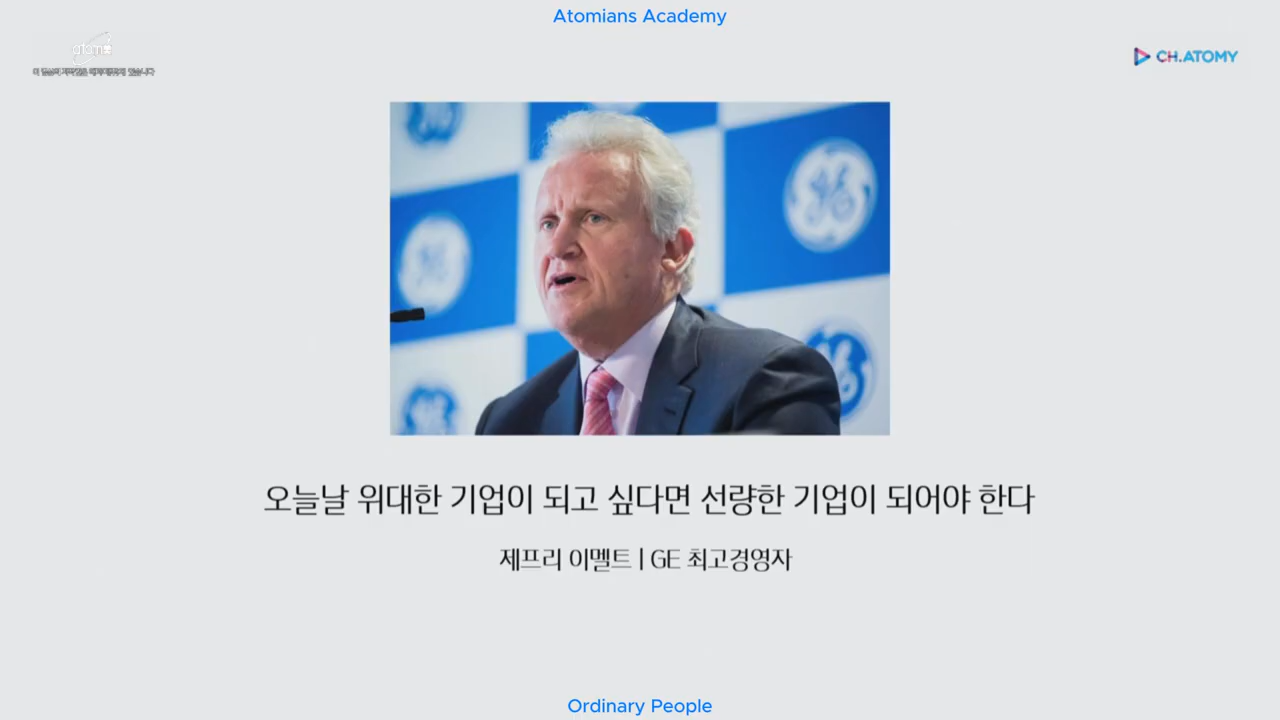 Atomians Academy
CH.ATOMY
오늘날 위대한 기업이 되고 싶다면 선량한 기업이 되어야 한다
제프리 이멜트 | GE 최고경영자
Ordinary People